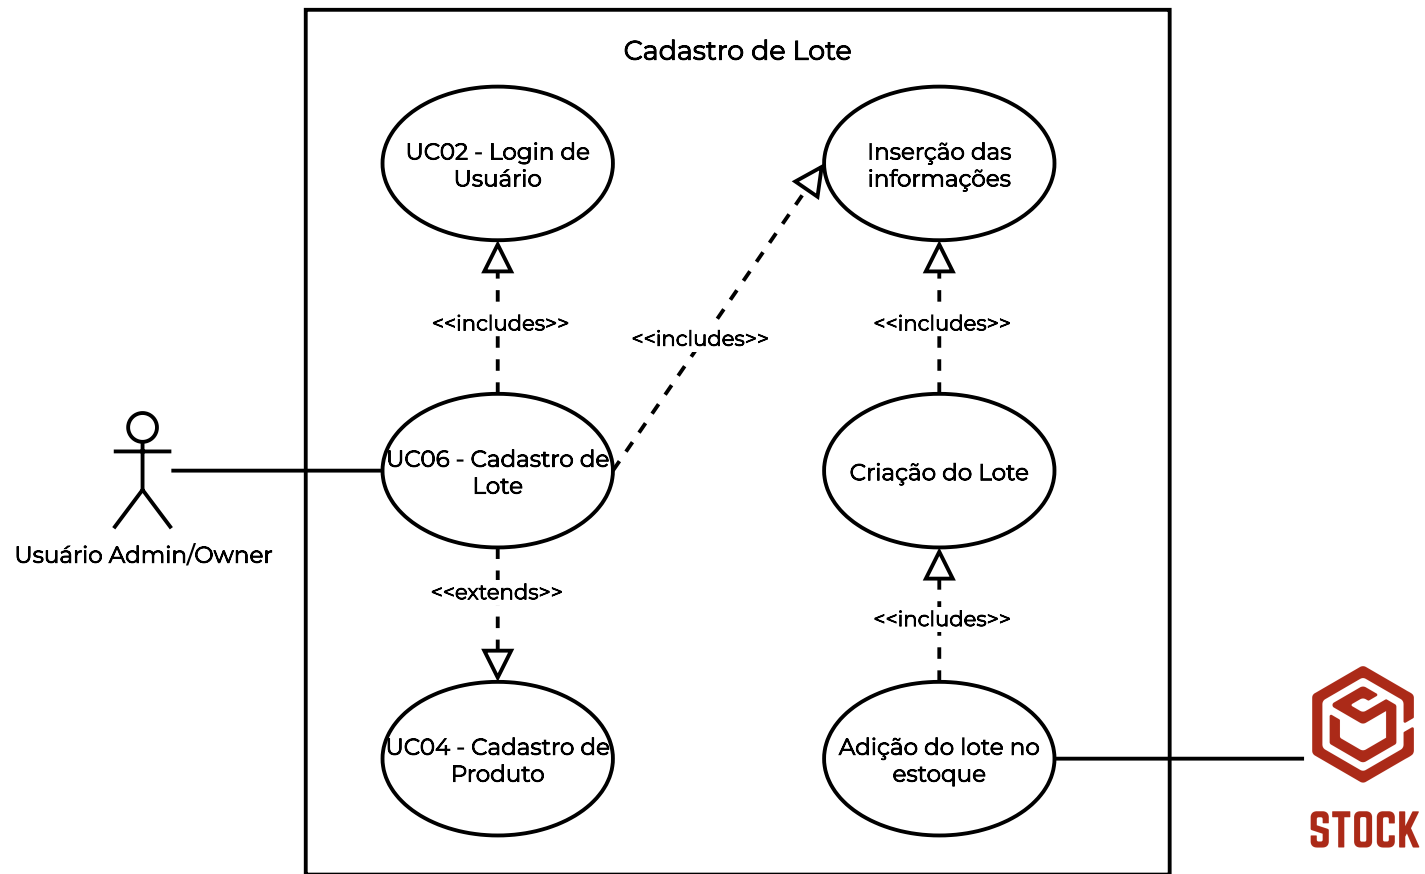 Cadastro de Lote
UC02 - Login de
Usuário
Inserção das
informações
<<includes>>
<<includes>>
<<includes>>
UC06 - Cadastro de
Lote
Criação do Lote
Usuário Admin/Owner
<<extends>>
<<includes>>
UC04 - Cadastro de
Produto
Adição do lote no
estoque
STOCK